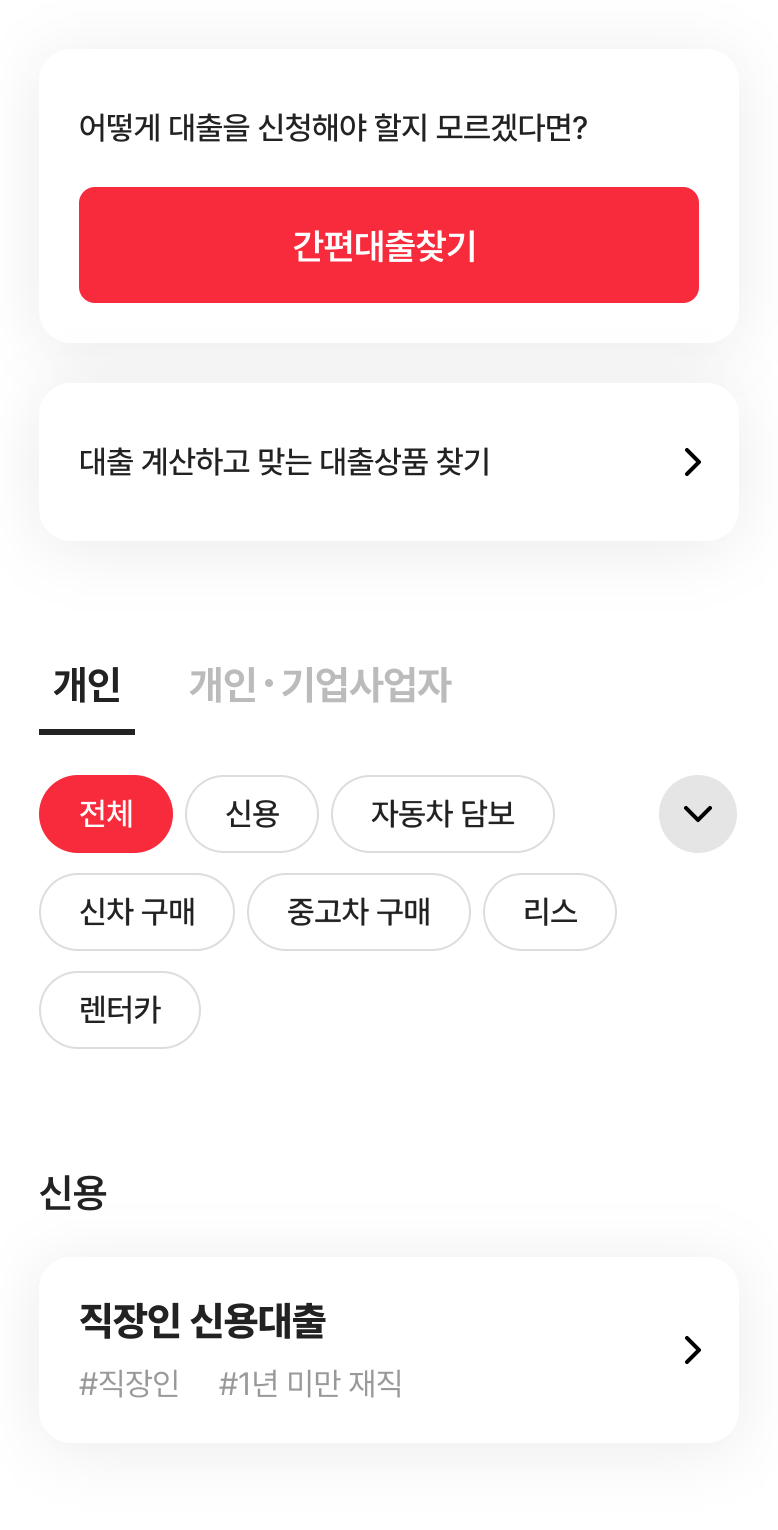 어떻게 대출을 신청해야 할지 모르겠다면?
간편대출찾기
대출 계산하고 맞는 대출상품 찾기
개인 개인·기업사업자
전체 신용 자동차 담보
신차 구매 중고차 구매 리스
렌터카
신용
직장인 신용대출
#직장인 #1년 미만 재직